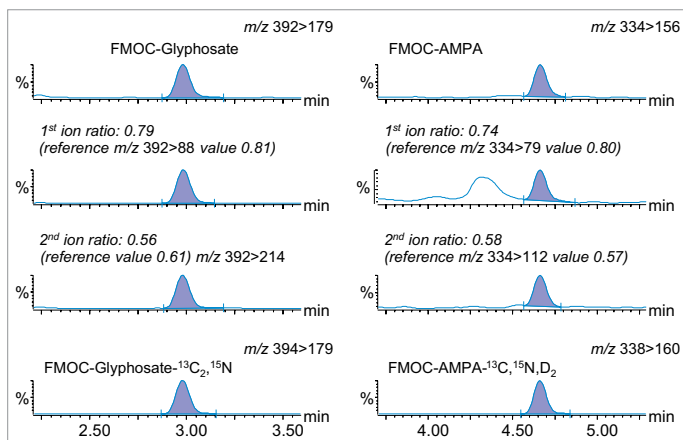 m/z 392>179
FMOC-Glyphosate
%
min
1st ion ratio: 0.79
(reference m/z 392>88 value 0.81)
%
min
2nd ion ratio: 0.56
(reference value 0.61) m/z 392>214
%
min
m/z 394>179
FMOC-Glyphosate-¹³C₂,¹⁵N
%
min
2.50 3.00 3.50
m/z 334>156
FMOC-AMPA
%
min
1st ion ratio: 0.74
(reference m/z 334>79 value 0.80)
%
min
2nd ion ratio: 0.58
(reference m/z 334>112 value 0.57)
%
min
m/z 338>160
FMOC-AMPA-¹³C,¹⁵N,D₂
%
min
4.00 4.50 5.00